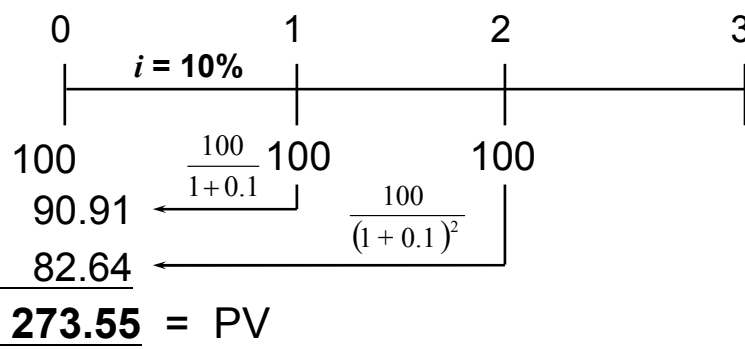 0 1 2 3
i = 10%
100 100/(1+0.1) 100 100
90.91 100/(1 + 0.1)²
82.64
273.55 = PV